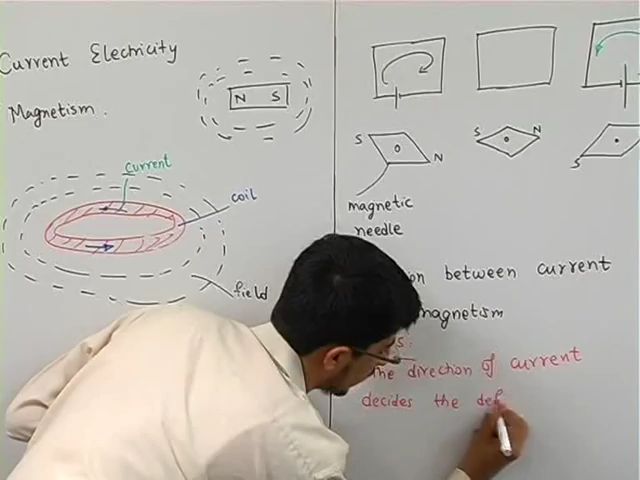 Current Electricity
Magnetism.
N S
current
coil
field
S N
S N
S
magnetic
needle
between current
magnetism
S:
The direction of current
decides the def